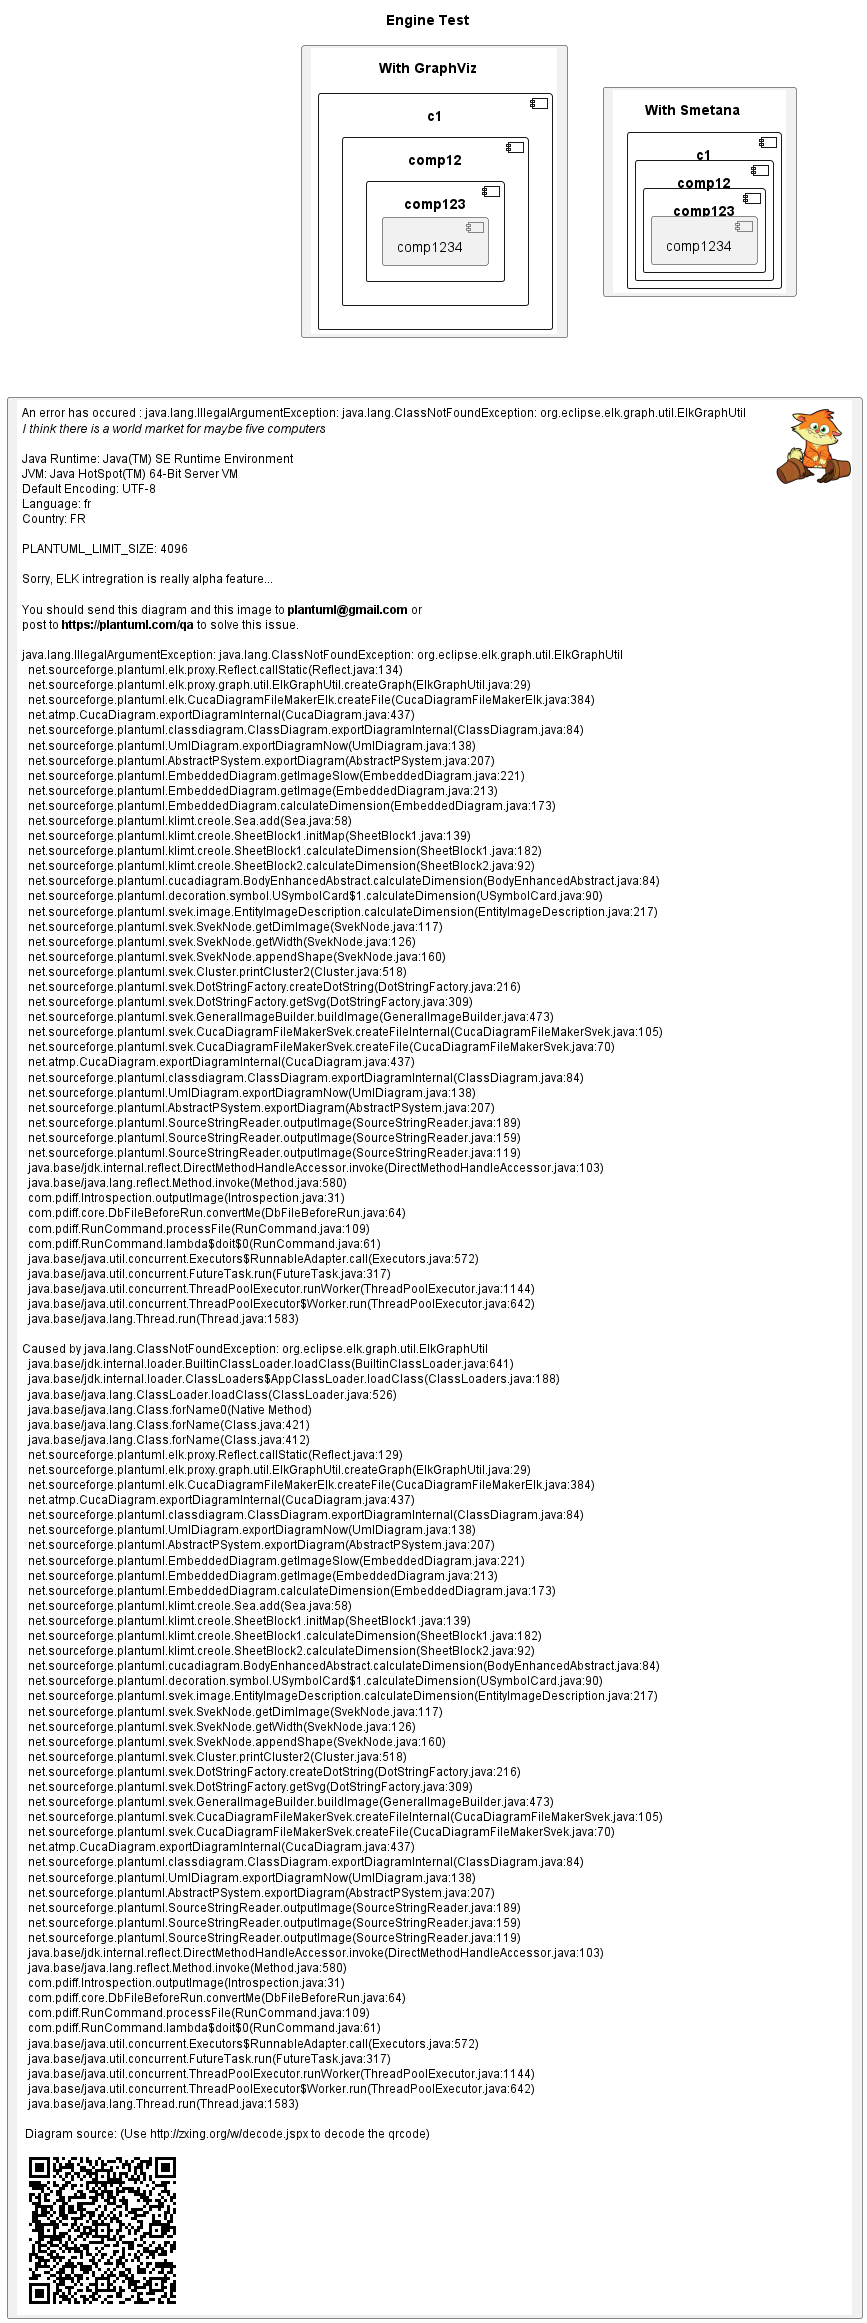 Engine Test
With GraphViz
c1
comp12
comp123
comp1234
With Smetana
c1
comp12
comp123
comp1234
An error has occured : java.lang.IllegalArgumentException: java.lang.ClassNotFoundException: org.eclipse.elk.graph.util.ElkGraphUtil
I think there is a world market for maybe five computers
Java Runtime: Java(TM) SE Runtime Environment
JVM: Java HotSpot(TM) 64-Bit Server VM
Default Encoding: UTF-8
Language: fr
Country: FR
PLANTUML_LIMIT_SIZE: 4096
Sorry, ELK intregration is really alpha feature...
You should send this diagram and this image to plantuml@gmail.com or
post to https://plantuml.com/qa to solve this issue.
java.lang.IllegalArgumentException: java.lang.ClassNotFoundException: org.eclipse.elk.graph.util.ElkGraphUtil
net.sourceforge.plantuml.elk.proxy.Reflect.callStatic(Reflect.java:134)
net.sourceforge.plantuml.elk.proxy.graph.util.ElkGraphUtil.createGraph(ElkGraphUtil.java:29)
net.sourceforge.plantuml.elk.CucaDiagramFileMakerElk.createFile(CucaDiagramFileMakerElk.java:384)
net.atmp.CucaDiagram.exportDiagramInternal(CucaDiagram.java:437)
net.sourceforge.plantuml.classdiagram.ClassDiagram.exportDiagramInternal(ClassDiagram.java:84)
net.sourceforge.plantuml.UmlDiagram.exportDiagramNow(UmlDiagram.java:138)
net.sourceforge.plantuml.AbstractPSystem.exportDiagram(AbstractPSystem.java:207)
net.sourceforge.plantuml.EmbeddedDiagram.getImageSlow(EmbeddedDiagram.java:221)
net.sourceforge.plantuml.EmbeddedDiagram.getImage(EmbeddedDiagram.java:213)
net.sourceforge.plantuml.EmbeddedDiagram.calculateDimension(EmbeddedDiagram.java:173)
net.sourceforge.plantuml.klimt.creole.Sea.add(Sea.java:58)
net.sourceforge.plantuml.klimt.creole.SheetBlock1.initMap(SheetBlock1.java:139)
net.sourceforge.plantuml.klimt.creole.SheetBlock1.calculateDimension(SheetBlock1.java:182)
net.sourceforge.plantuml.klimt.creole.SheetBlock2.calculateDimension(SheetBlock2.java:92)
net.sourceforge.plantuml.cucadiagram.BodyEnhancedAbstract.calculateDimension(BodyEnhancedAbstract.java:84)
net.sourceforge.plantuml.decoration.symbol.USymbolCard$1.calculateDimension(USymbolCard.java:90)
net.sourceforge.plantuml.svek.image.EntityImageDescription.calculateDimension(EntityImageDescription.java:217)
net.sourceforge.plantuml.svek.SvekNode.getDimImage(SvekNode.java:117)
net.sourceforge.plantuml.svek.SvekNode.getWidth(SvekNode.java:126)
net.sourceforge.plantuml.svek.SvekNode.appendShape(SvekNode.java:160)
net.sourceforge.plantuml.svek.Cluster.printCluster2(Cluster.java:518)
net.sourceforge.plantuml.svek.DotStringFactory.createDotString(DotStringFactory.java:216)
net.sourceforge.plantuml.svek.DotStringFactory.getSvg(DotStringFactory.java:309)
net.sourceforge.plantuml.svek.GeneralImageBuilder.buildImage(GeneralImageBuilder.java:473)
net.sourceforge.plantuml.svek.CucaDiagramFileMakerSvek.createFileInternal(CucaDiagramFileMakerSvek.java:105)
net.sourceforge.plantuml.svek.CucaDiagramFileMakerSvek.createFile(CucaDiagramFileMakerSvek.java:70)
net.atmp.CucaDiagram.exportDiagramInternal(CucaDiagram.java:437)
net.sourceforge.plantuml.classdiagram.ClassDiagram.exportDiagramInternal(ClassDiagram.java:84)
net.sourceforge.plantuml.UmlDiagram.exportDiagramNow(UmlDiagram.java:138)
net.sourceforge.plantuml.AbstractPSystem.exportDiagram(AbstractPSystem.java:207)
net.sourceforge.plantuml.SourceStringReader.outputImage(SourceStringReader.java:189)
net.sourceforge.plantuml.SourceStringReader.outputImage(SourceStringReader.java:159)
net.sourceforge.plantuml.SourceStringReader.outputImage(SourceStringReader.java:119)
java.base/jdk.internal.reflect.DirectMethodHandleAccessor.invoke(DirectMethodHandleAccessor.java:103)
java.base/java.lang.reflect.Method.invoke(Method.java:580)
com.pdiff.Introspection.outputImage(Introspection.java:31)
com.pdiff.core.DbFileBeforeRun.convertMe(DbFileBeforeRun.java:64)
com.pdiff.RunCommand.processFile(RunCommand.java:109)
com.pdiff.RunCommand.lambda$doit$0(RunCommand.java:61)
java.base/java.util.concurrent.Executors$RunnableAdapter.call(Executors.java:572)
java.base/java.util.concurrent.FutureTask.run(FutureTask.java:317)
java.base/java.util.concurrent.ThreadPoolExecutor.runWorker(ThreadPoolExecutor.java:1144)
java.base/java.util.concurrent.ThreadPoolExecutor$Worker.run(ThreadPoolExecutor.java:642)
java.base/java.lang.Thread.run(Thread.java:1583)
Caused by java.lang.ClassNotFoundException: org.eclipse.elk.graph.util.ElkGraphUtil
java.base/jdk.internal.loader.BuiltinClassLoader.loadClass(BuiltinClassLoader.java:641)
java.base/jdk.internal.loader.ClassLoaders$AppClassLoader.loadClass(ClassLoaders.java:188)
java.base/java.lang.ClassLoader.loadClass(ClassLoader.java:526)
java.base/java.lang.Class.forName0(Native Method)
java.base/java.lang.Class.forName(Class.java:421)
java.base/java.lang.Class.forName(Class.java:412)
net.sourceforge.plantuml.elk.proxy.Reflect.callStatic(Reflect.java:129)
net.sourceforge.plantuml.elk.proxy.graph.util.ElkGraphUtil.createGraph(ElkGraphUtil.java:29)
net.sourceforge.plantuml.elk.CucaDiagramFileMakerElk.createFile(CucaDiagramFileMakerElk.java:384)
net.atmp.CucaDiagram.exportDiagramInternal(CucaDiagram.java:437)
net.sourceforge.plantuml.classdiagram.ClassDiagram.exportDiagramInternal(ClassDiagram.java:84)
net.sourceforge.plantuml.UmlDiagram.exportDiagramNow(UmlDiagram.java:138)
net.sourceforge.plantuml.AbstractPSystem.exportDiagram(AbstractPSystem.java:207)
net.sourceforge.plantuml.EmbeddedDiagram.getImageSlow(EmbeddedDiagram.java:221)
net.sourceforge.plantuml.EmbeddedDiagram.getImage(EmbeddedDiagram.java:213)
net.sourceforge.plantuml.EmbeddedDiagram.calculateDimension(EmbeddedDiagram.java:173)
net.sourceforge.plantuml.klimt.creole.Sea.add(Sea.java:58)
net.sourceforge.plantuml.klimt.creole.SheetBlock1.initMap(SheetBlock1.java:139)
net.sourceforge.plantuml.klimt.creole.SheetBlock1.calculateDimension(SheetBlock1.java:182)
net.sourceforge.plantuml.klimt.creole.SheetBlock2.calculateDimension(SheetBlock2.java:92)
net.sourceforge.plantuml.cucadiagram.BodyEnhancedAbstract.calculateDimension(BodyEnhancedAbstract.java:84)
net.sourceforge.plantuml.decoration.symbol.USymbolCard$1.calculateDimension(USymbolCard.java:90)
net.sourceforge.plantuml.svek.image.EntityImageDescription.calculateDimension(EntityImageDescription.java:217)
net.sourceforge.plantuml.svek.SvekNode.getDimImage(SvekNode.java:117)
net.sourceforge.plantuml.svek.SvekNode.getWidth(SvekNode.java:126)
net.sourceforge.plantuml.svek.SvekNode.appendShape(SvekNode.java:160)
net.sourceforge.plantuml.svek.Cluster.printCluster2(Cluster.java:518)
net.sourceforge.plantuml.svek.DotStringFactory.createDotString(DotStringFactory.java:216)
net.sourceforge.plantuml.svek.DotStringFactory.getSvg(DotStringFactory.java:309)
net.sourceforge.plantuml.svek.GeneralImageBuilder.buildImage(GeneralImageBuilder.java:473)
net.sourceforge.plantuml.svek.CucaDiagramFileMakerSvek.createFileInternal(CucaDiagramFileMakerSvek.java:105)
net.sourceforge.plantuml.svek.CucaDiagramFileMakerSvek.createFile(CucaDiagramFileMakerSvek.java:70)
net.atmp.CucaDiagram.exportDiagramInternal(CucaDiagram.java:437)
net.sourceforge.plantuml.classdiagram.ClassDiagram.exportDiagramInternal(ClassDiagram.java:84)
net.sourceforge.plantuml.UmlDiagram.exportDiagramNow(UmlDiagram.java:138)
net.sourceforge.plantuml.AbstractPSystem.exportDiagram(AbstractPSystem.java:207)
net.sourceforge.plantuml.SourceStringReader.outputImage(SourceStringReader.java:189)
net.sourceforge.plantuml.SourceStringReader.outputImage(SourceStringReader.java:159)
net.sourceforge.plantuml.SourceStringReader.outputImage(SourceStringReader.java:119)
java.base/jdk.internal.reflect.DirectMethodHandleAccessor.invoke(DirectMethodHandleAccessor.java:103)
java.base/java.lang.reflect.Method.invoke(Method.java:580)
com.pdiff.Introspection.outputImage(Introspection.java:31)
com.pdiff.core.DbFileBeforeRun.convertMe(DbFileBeforeRun.java:64)
com.pdiff.RunCommand.processFile(RunCommand.java:109)
com.pdiff.RunCommand.lambda$doit$0(RunCommand.java:61)
java.base/java.util.concurrent.Executors$RunnableAdapter.call(Executors.java:572)
java.base/java.util.concurrent.FutureTask.run(FutureTask.java:317)
java.base/java.util.concurrent.ThreadPoolExecutor.runWorker(ThreadPoolExecutor.java:1144)
java.base/java.util.concurrent.ThreadPoolExecutor$Worker.run(ThreadPoolExecutor.java:642)
java.base/java.lang.Thread.run(Thread.java:1583)
Diagram source: (Use http://zxing.org/w/decode.jspx to decode the qrcode)